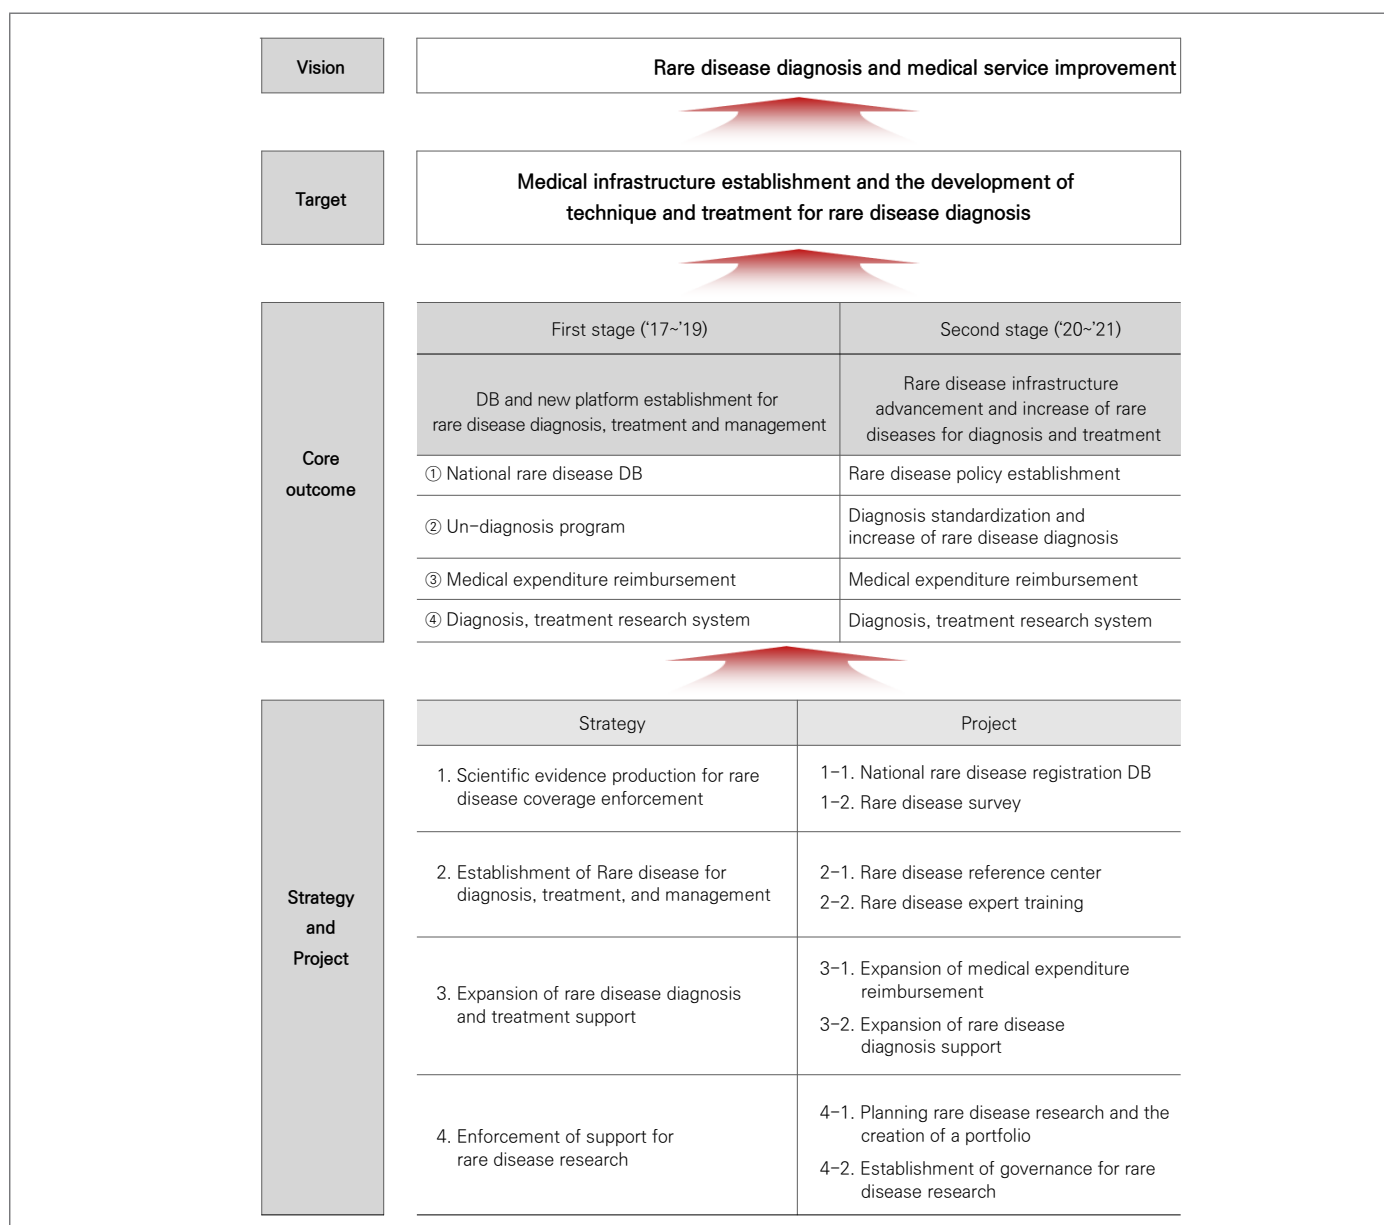 Vision
Rare disease diagnosis and medical service improvement
Target
Medical infrastructure establishment and the development of
technique and treatment for rare disease diagnosis
Core
outcome
First stage (‘17~’19)
Second stage (‘20~’21)
DB and new platform establishment for
rare disease diagnosis, treatment and management
Rare disease infrastructure
advancement and increase of rare
diseases for diagnosis and treatment
① National rare disease DB
Rare disease policy establishment
② Un-diagnosis program
Diagnosis standardization and
increase of rare disease diagnosis
③ Medical expenditure reimbursement
Medical expenditure reimbursement
④ Diagnosis, treatment research system
Diagnosis, treatment research system
Strategy
and
Project
Strategy
Project
1. Scientific evidence production for rare
disease coverage enforcement
1-1. National rare disease registration DB
1-2. Rare disease survey
2. Establishment of Rare disease for
diagnosis, treatment, and management
2-1. Rare disease reference center
2-2. Rare disease expert training
3. Expansion of rare disease diagnosis
and treatment support
3-1. Expansion of medical expenditure
reimbursement
3-2. Expansion of rare disease
diagnosis support
4. Enforcement of support for
rare disease research
4-1. Planning rare disease research and the
creation of a portfolio
4-2. Establishment of governance for rare
disease research